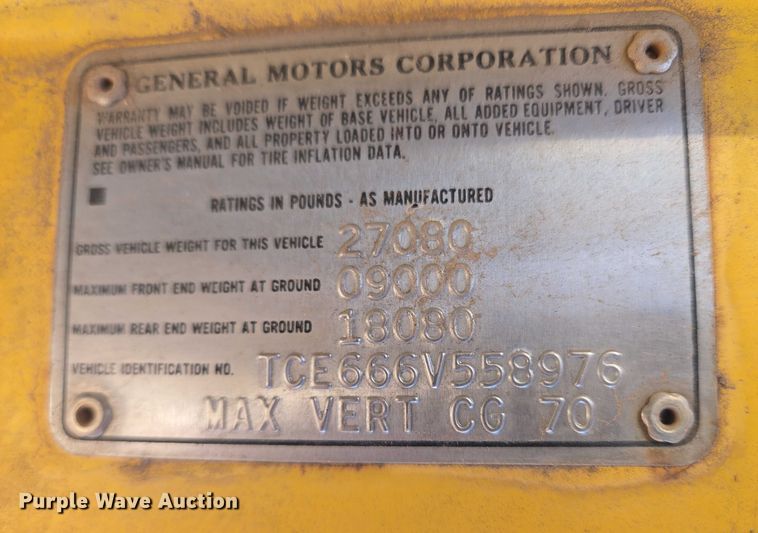 GENERAL MOTORS CORPORATION
WARRANTY MAY BE VOIDED IF WEIGHT EXCEEDS ANY OF RATINGS SHOWN. GROSS
VEHICLE WEIGHT INCLUDES WEIGHT OF BASE VEHICLE, ALL ADDED EQUIPMENT, DRIVER
AND PASSENGERS, AND ALL PROPERTY LOADED INTO OR ONTO VEHICLE.
SEE OWNER'S MANUAL FOR TIRE INFLATION DATA.
RATINGS IN POUNDS - AS MANUFACTURED
GROSS VEHICLE WEIGHT FOR THIS VEHICLE 27080
MAXIMUM FRONT END WEIGHT AT GROUND 09000
MAXIMUM REAR END WEIGHT AT GROUND 18080
VEHICLE IDENTIFICATION NO. TCE666V558976
MAX VERT CG 70
Purple Wave Auction